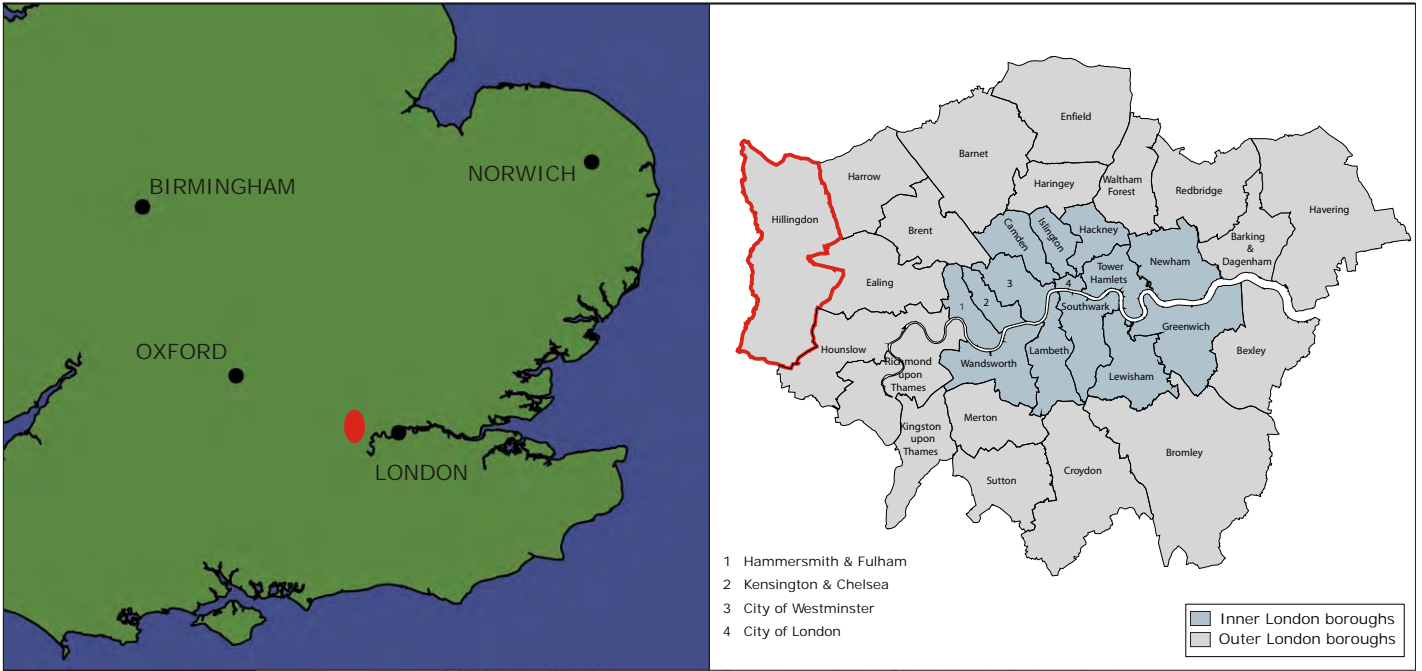 BIRMINGHAM
NORWICH
OXFORD
LONDON
Enfield
Barnet
Harrow
Haringey
Waltham
Forest
Redbridge
Havering
Hillingdon
Brent
Camden
Islington
Hackney
Barking
&
Dagenham
Newham
Tower
Hamlets
Ealing
1
2
3
4
Southwark
Greenwich
Hounslow
Richmond
upon
Thames
Wandsworth
Lambeth
Lewisham
Bexley
Merton
Kingston
upon
Thames
Sutton
Croydon
Bromley
1 Hammersmith & Fulham
2 Kensington & Chelsea
3 City of Westminster
4 City of London
Inner London boroughs
Outer London boroughs